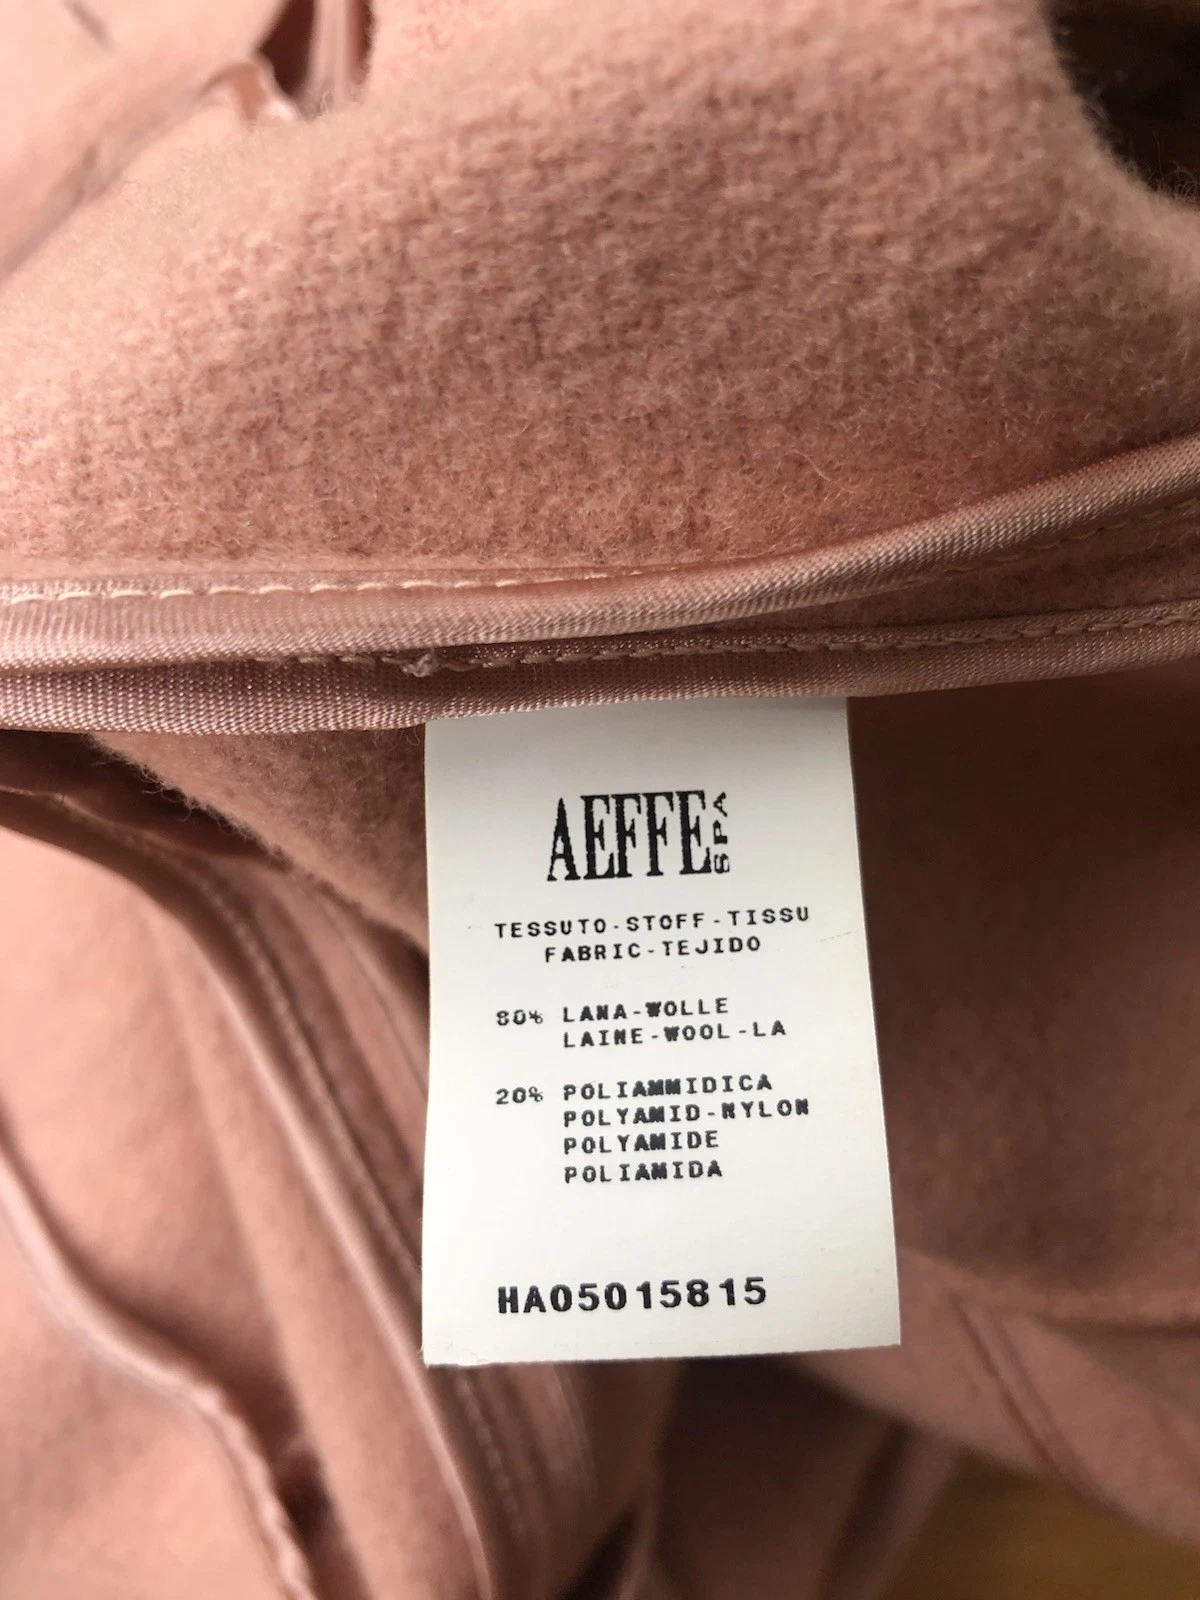 AEFFE SPA
TESSUTO-STOFF-TISSU
FABRIC-TEJIDO
80% LANA-WOLLE
LAINE-WOOL-LA
20% POLIAMMIDICA
POLYAMID-NYLON
POLYAMIDE
POLIAMIDA
HA05015815